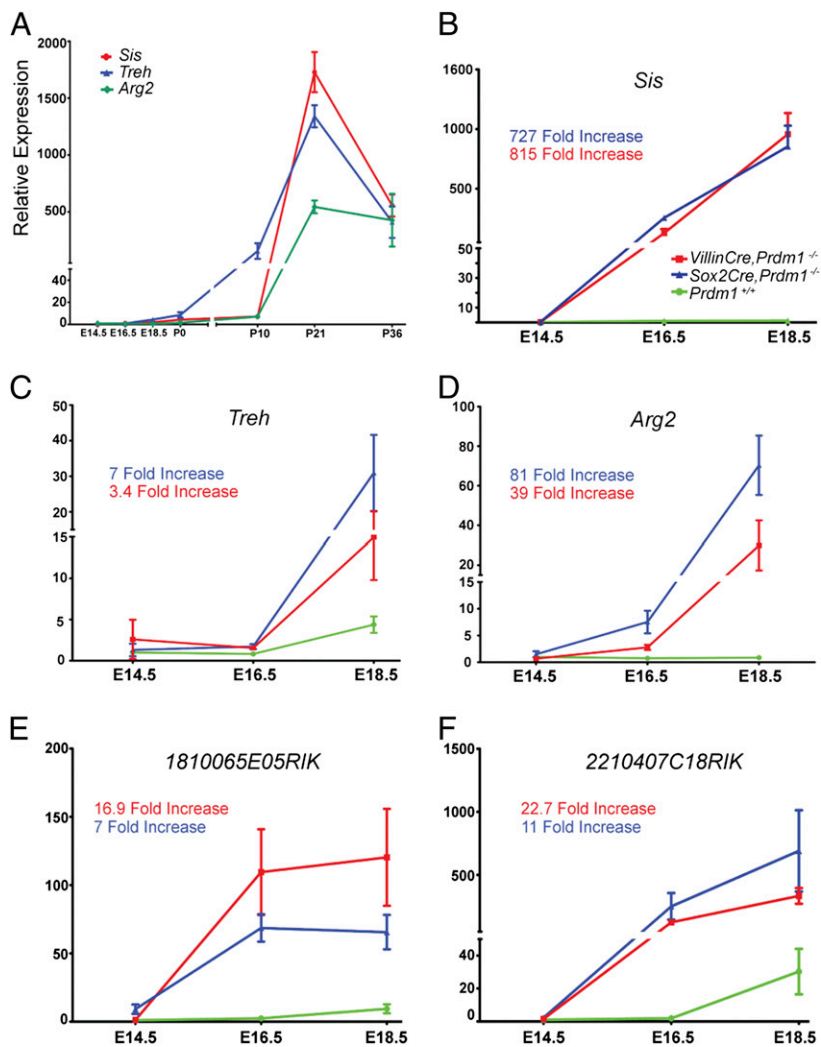 A
Relative Expression
2000
1500
1000
500
40
20
0
Sis
Treh
Arg2
E14.5 E16.5 E18.5 P0 P10 P21 P36
B
Sis
1600
1000
500
50
40
30
20
10
727 Fold Increase
815 Fold Increase
VillinCre,Prdm1 -/-
Sox2Cre,Prdm1 -/-
Prdm1 +/+
E14.5 E16.5 E18.5
C
Treh
50
40
30
20
15
10
5
0
7 Fold Increase
3.4 Fold Increase
E14.5 E16.5 E18.5
D
Arg2
100
80
60
40
20
15
10
5
0
81 Fold Increase
39 Fold Increase
E14.5 E16.5 E18.5
E
1810065E05RIK
200
150
100
50
0
16.9 Fold Increase
7 Fold Increase
E14.5 E16.5 E18.5
F
2210407C18RIK
1500
1000
500
40
20
0
22.7 Fold Increase
11 Fold Increase
E14.5 E16.5 E18.5